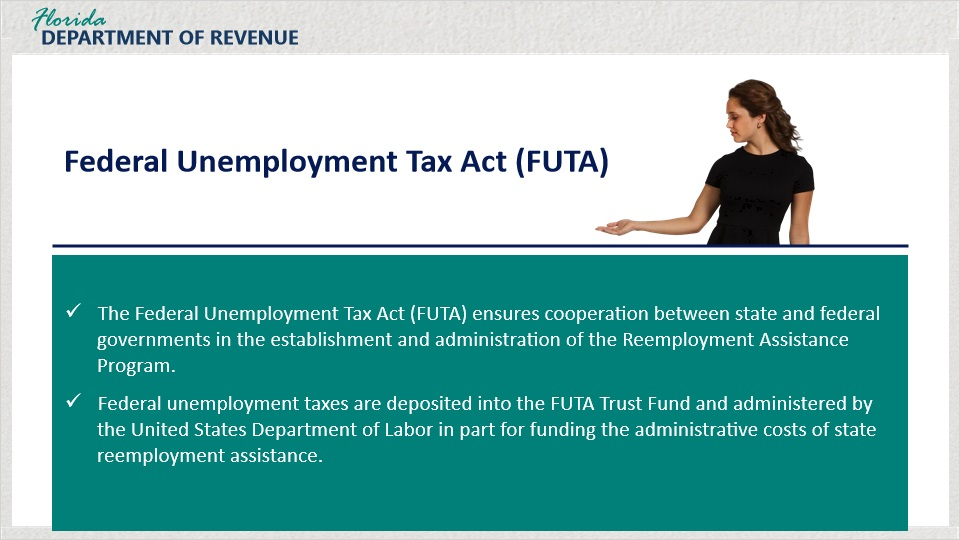 Florida
DEPARTMENT OF REVENUE
Federal Unemployment Tax Act (FUTA)
✓ The Federal Unemployment Tax Act (FUTA) ensures cooperation between state and federal
governments in the establishment and administration of the Reemployment Assistance
Program.
✓ Federal unemployment taxes are deposited into the FUTA Trust Fund and administered by
the United States Department of Labor in part for funding the administrative costs of state
reemployment assistance.